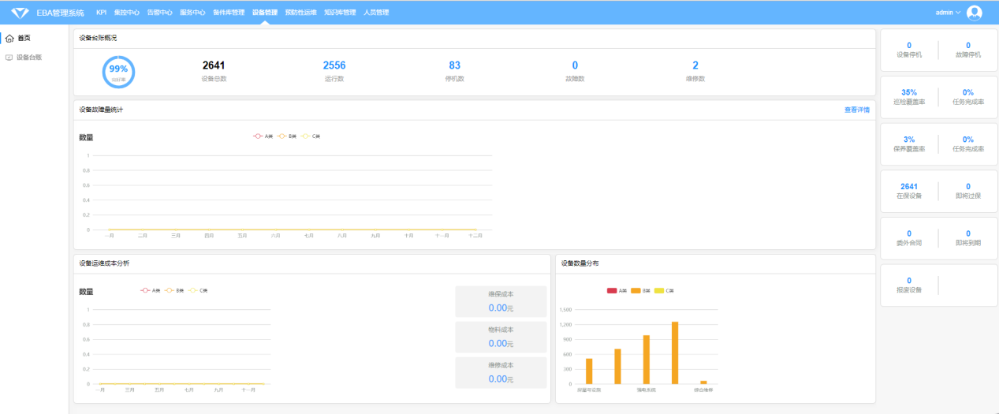 EBA管理系统 KPI 集控中心 告警中心 服务中心 备件库管理 设备管理 预防性运维 知识库管理 人员管理 admin
首页
设备台账
设备台账概况
99%
完好率
2641
设备总数
2556
运行数
83
停机数
0
故障数
2
维修数
设备故障量统计 查看详情
数量
A类 B类 C类
1
0.8
0.6
0.4
0.2
0
一月 二月 三月 四月 五月 六月 七月 八月 九月 十月 十一月 十二月
设备运维成本分析
数量
A类 B类 C类
1
0.8
0.6
0.4
0.2
0
一月 三月 五月 七月 九月 十一月
维保成本
0.00元
物料成本
0.00元
维修成本
0.00元
设备数量分布
A类 B类 C类
1,500
1,200
900
600
300
0
强电系统 综合维修
0 0
设备停机 故障停机
35% 0%
巡检覆盖率 任务完成率
3% 0%
保养覆盖率 任务完成率
2641 0
在保设备 即将过保
0 0
委外合同 即将到期
0
报废设备